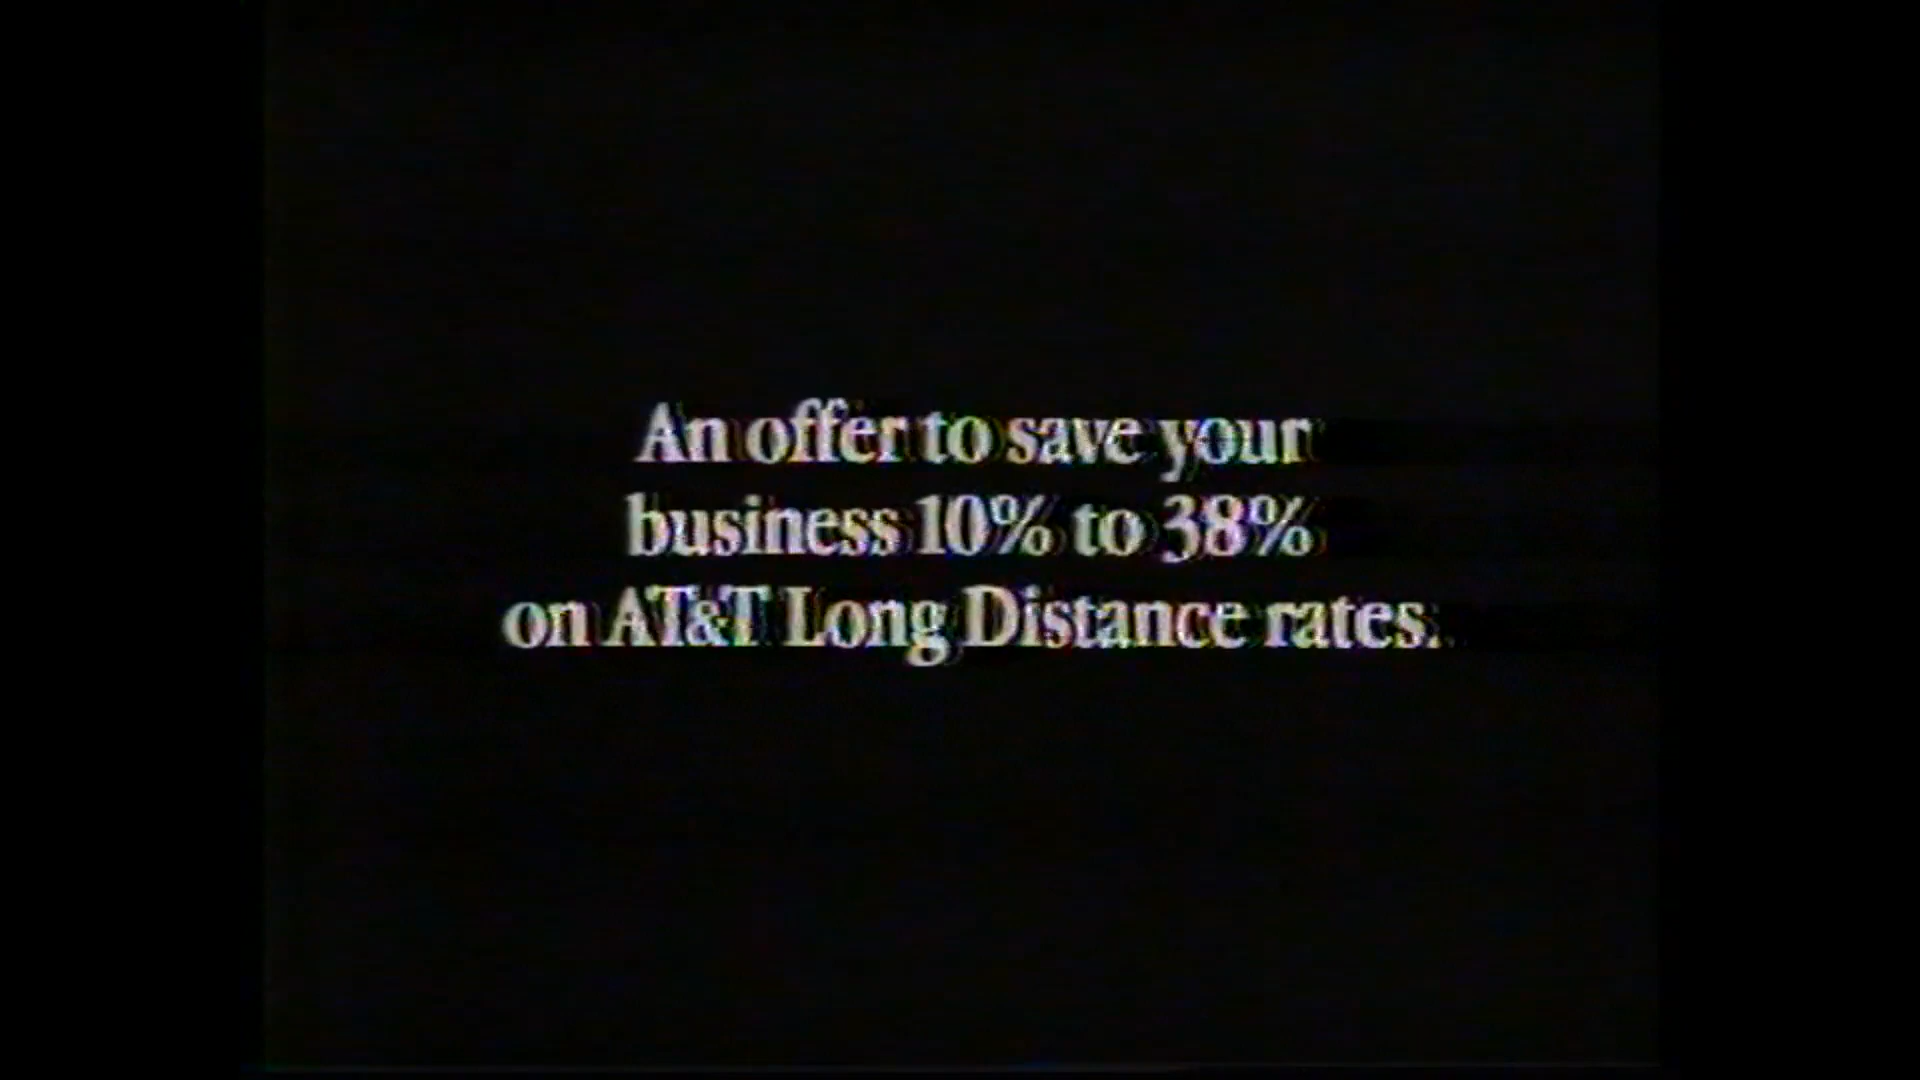 An offer to save your
business 10% to 38%
on AT&T Long Distance rates.